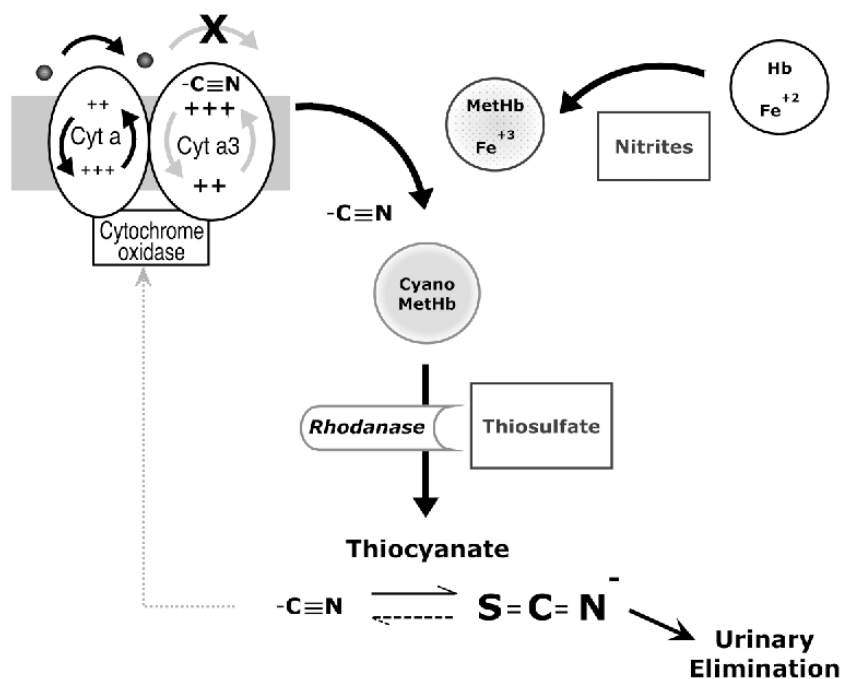 X
-C≡N
++
+++
Cyt a
Cyt a3
+++
++
Cytochrome
oxidase
Hb
Fe+2
MetHb
Fe+3
Nitrites
-C≡N
Cyano
MetHb
Rhodanase
Thiosulfate
Thiocyanate
-C≡N
S=C=N-
Urinary
Elimination